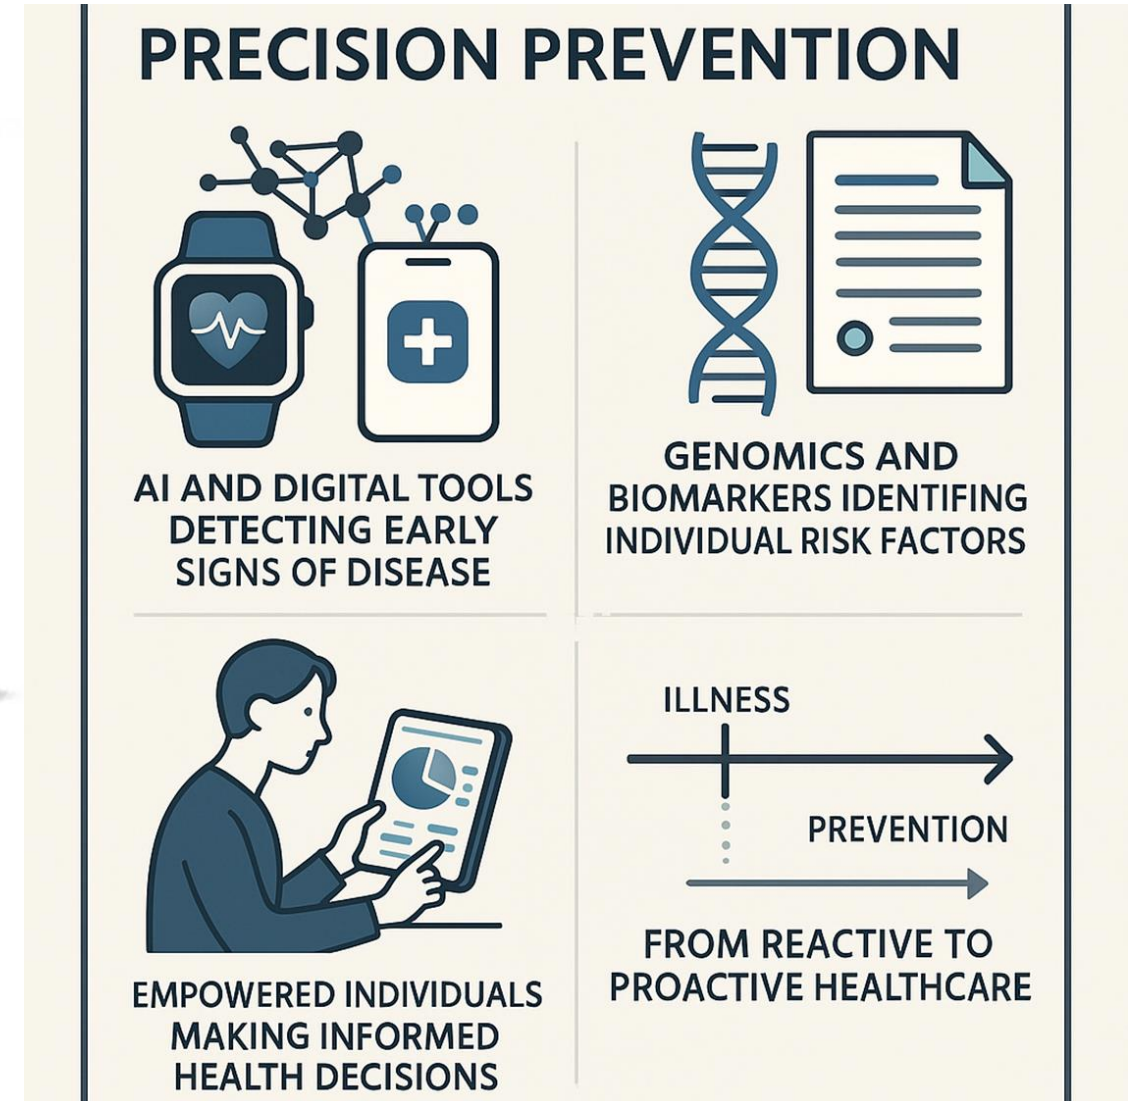 PRECISION PREVENTION
AI AND DIGITAL TOOLS
DETECTING EARLY
SIGNS OF DISEASE
GENOMICS AND
BIOMARKERS IDENTIFING
INDIVIDUAL RISK FACTORS
EMPOWERED INDIVIDUALS
MAKING INFORMED
HEALTH DECISIONS
ILLNESS
PREVENTION
FROM REACTIVE TO
PROACTIVE HEALTHCARE